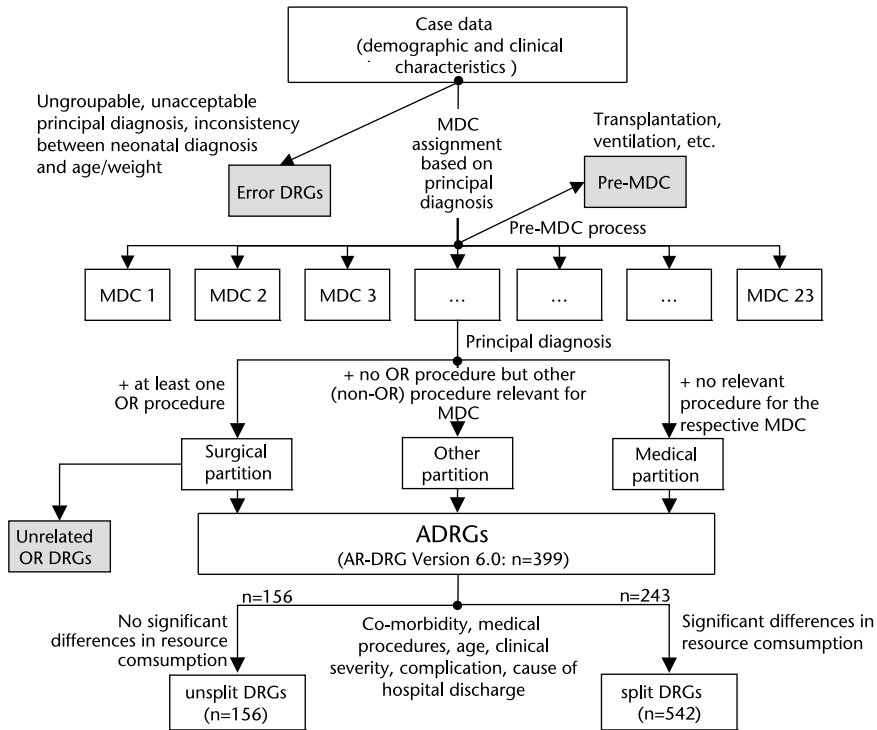 Case data
(demographic and clinical
characteristics )
Ungroupable, unacceptable
principal diagnosis, inconsistency
between neonatal diagnosis
and age/weight
Error DRGs
MDC
assignment
based on
principal
diagnosis
Transplantation,
ventilation, etc.
Pre-MDC
Pre-MDC process
MDC 1
MDC 2
MDC 3
...
...
...
MDC 23
Principal diagnosis
+ at least one
OR procedure
+ no OR procedure but other
(non-OR) procedure relevant for
MDC
+ no relevant
procedure for the
respective MDC
Surgical
partition
Other
partition
Medical
partition
Unrelated
OR DRGs
ADRGs
(AR-DRG Version 6.0: n=399)
n=156
n=243
No significant
differences in resource
comsumption
Co-morbidity, medical
procedures, age, clinical
severity, complication, cause of
hospital discharge
Significant differences in
resource comsumption
unsplit DRGs
(n=156)
split DRGs
(n=542)